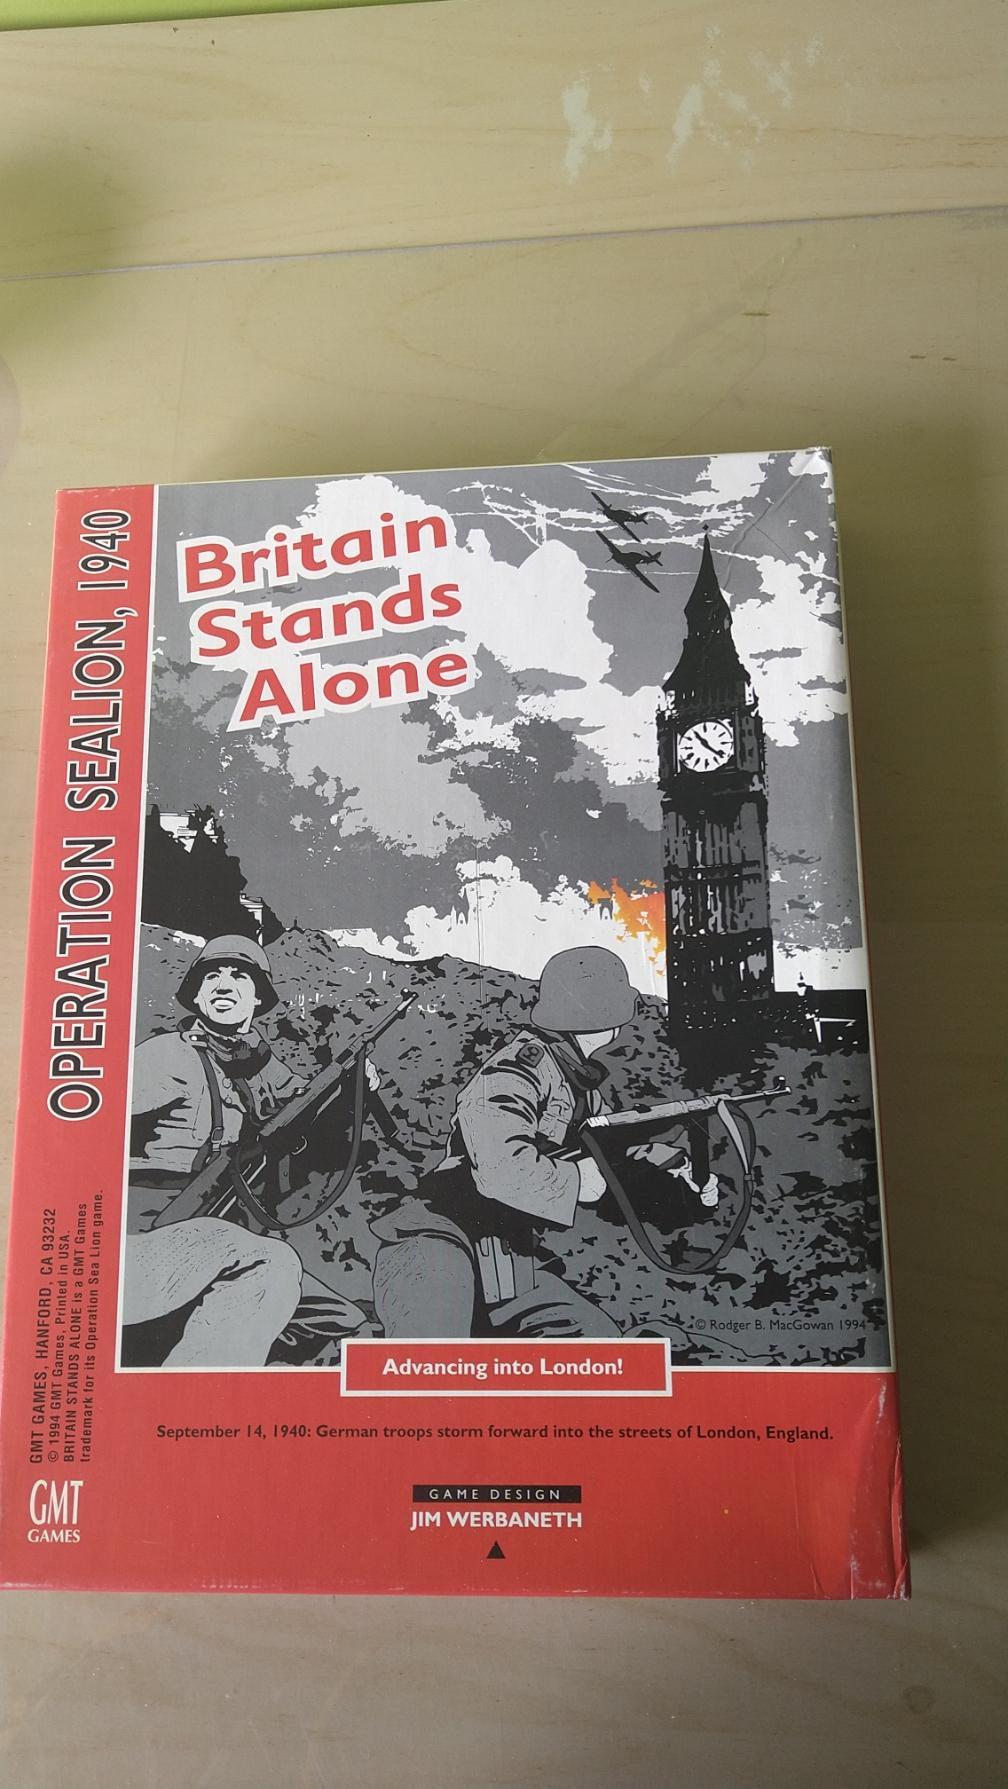 OPERATION SEALION, 1940
Britain
Stands
Alone
© Rodger B. MacGowan 1994
Advancing into London!
September 14, 1940: German troops storm forward into the streets of London, England.
GAME DESIGN
JIM WERBANETH
GMT GAMES, HANFORD, CA 93232
© 1994 GMT Games, Printed in USA.
BRITAIN STANDS ALONE is a GMT Games
trademark for its Operation Sea Lion game.
GMT
GAMES